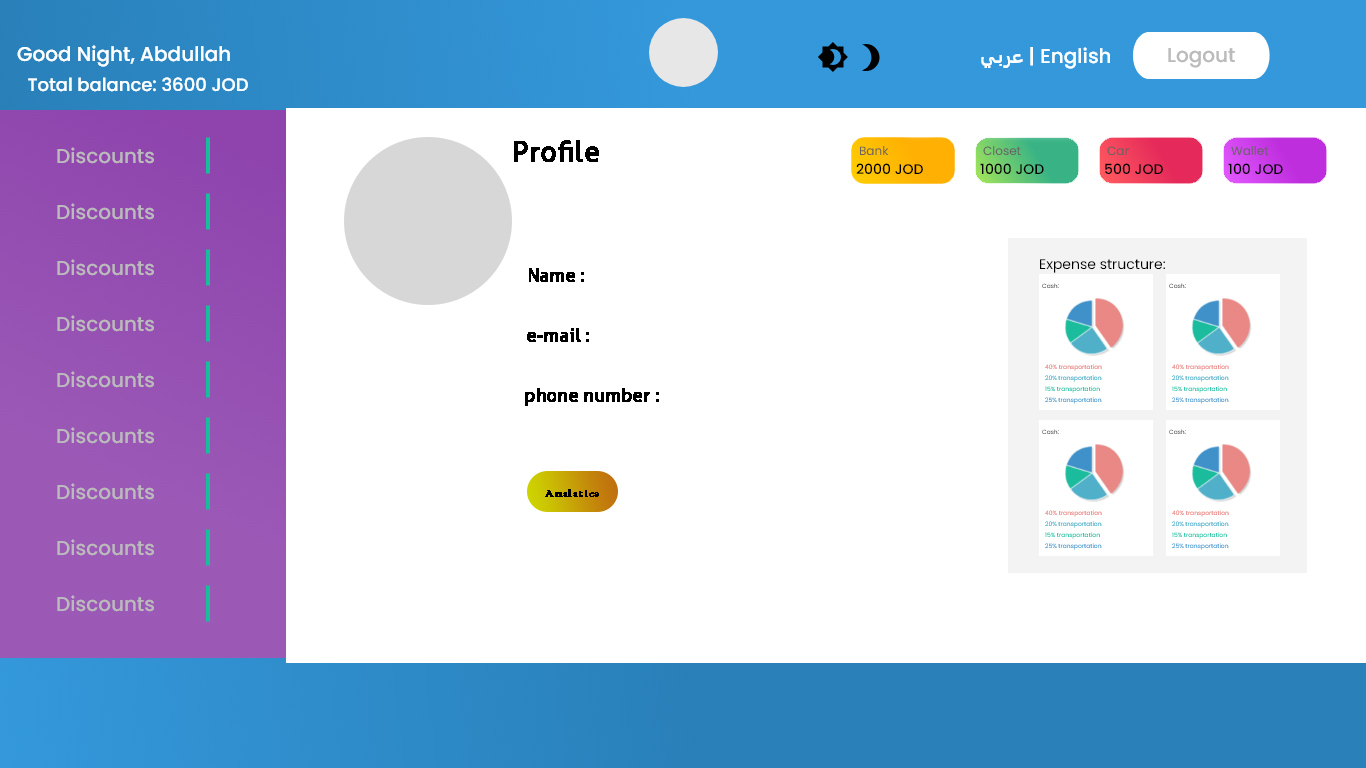 Good Night, Abdullah
Total balance: 3600 JOD
عربي | English
Logout
Discounts
Discounts
Discounts
Discounts
Discounts
Discounts
Discounts
Discounts
Discounts
Profile
Name :
e-mail :
phone number :
Analatics
Bank
2000 JOD
Closet
1000 JOD
Car
500 JOD
Wallet
100 JOD
Expense structure:
Cash:
40% transportation
20% transportation
15% transportation
25% transportation
Cash:
40% transportation
20% transportation
15% transportation
25% transportation
Cash:
40% transportation
20% transportation
15% transportation
25% transportation
Cash:
40% transportation
20% transportation
15% transportation
25% transportation